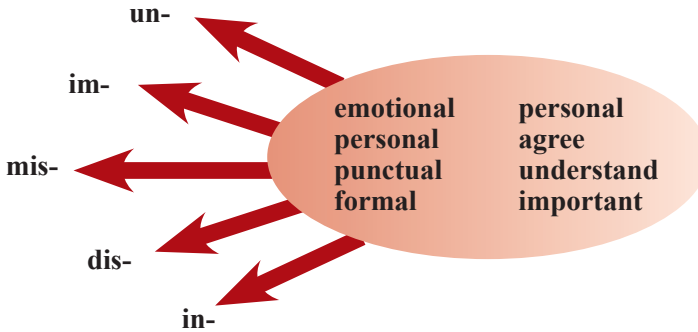 un-
im-
mis-
dis-
in-
emotional personal
personal agree
punctual understand
formal important